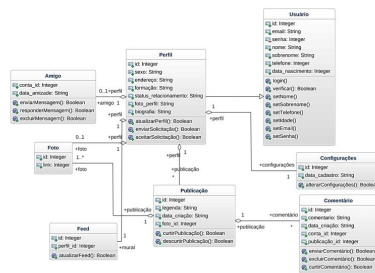 Usuário
id: Integer
email: String
senha: Integer
nome: String
sobrenome: String
telefone: Integer
data_nascimento: Integer
login()
verificar(): Boolean
setNome()
setSobrenome()
setTelefone()
setIdade()
setEmail()
setSenha()
Perfil
id: Integer
sexo: String
endereço: String
formação: String
status_relacionamento: String
foto_perfil: String
biografia: String
atualizarPerfil(): Boolean
enviarSolicitação(): Boolean
aceitarSolicitação(): Boolean
Amigo
conta_id: Integer
data_amizade: String
enviarMensagem(): Boolean
responderMensagem(): Boolean
excluirMensagem(): Boolean
0..1
+perfil
+amigo
1
+perfil
1
+perfil
1
+perfil
+perfil
1
Foto
id: Integer
link: Integer
0..1
1..*
+foto
+foto
+publicação
*
+configurações
1
Configurações
id: Integer
data_cadastro: String
alterarConfigurações(): Boolean
Publicação
id: Integer
legenda: String
data_criação: String
foto_id: Integer
curtirPublicação(): Boolean
descurtirPublicação(): Boolean
+publicação
1
+comentário
*
+publicação
Comentário
id: Integer
comentario: String
data_criação: String
conta_id: Integer
publicação_id: Integer
enviarComentário(): Boolean
excluirComentário(): Boolean
curtirComentário(): Boolean
Feed
id: Integer
perfil_id: Integer
atualizarFeed(): Boolean
1
+mural